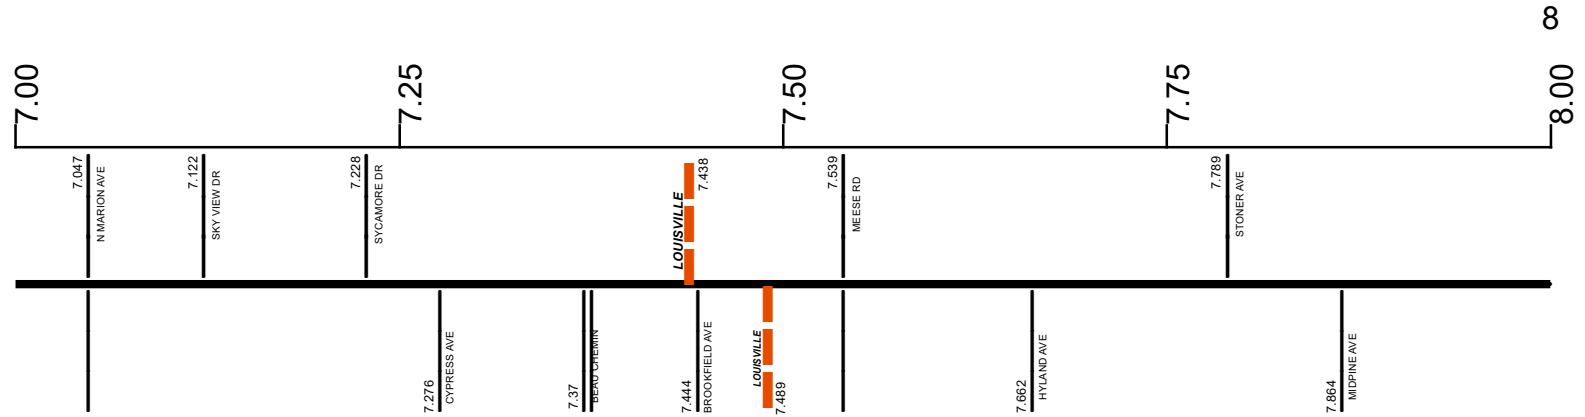 8
7.00
7.25
7.50
7.75
8.00
7.047
N MARION AVE
7.122
SKY VIEW DR
7.228
SYCAMORE DR
LOUISVILLE
7.438
7.539
MEESE RD
7.789
STONER AVE
7.276
CYPRESS AVE
7.37
BEAU CHEMIN
7.444
BROOKFIELD AVE
LOUISVILLE
7.489
7.662
HYLAND AVE
7.864
MIDPINE AVE